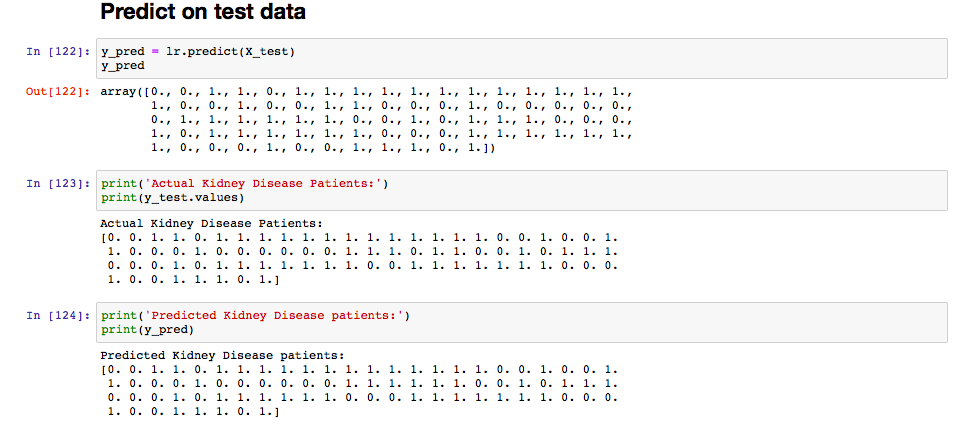 Predict on test data
In [122]: y_pred = lr.predict(X_test)
y_pred
Out[122]: array([0., 0., 1., 1., 0., 1., 1., 1., 1., 1., 1., 1., 1., 1., 1., 1., 1.,
1., 0., 0., 1., 0., 0., 1., 1., 0., 0., 0., 1., 0., 0., 0., 0., 0.,
0., 1., 1., 1., 1., 1., 1., 0., 0., 1., 0., 1., 1., 1., 0., 0., 0.,
1., 0., 1., 1., 1., 1., 1., 1., 0., 0., 0., 1., 1., 1., 1., 1., 1.,
1., 0., 0., 0., 1., 0., 0., 1., 1., 1., 0., 1.])
In [123]: print('Actual Kidney Disease Patients:')
print(y_test.values)
Actual Kidney Disease Patients:
[0. 0. 1. 1. 0. 1. 1. 1. 1. 1. 1. 1. 1. 1. 1. 1. 1. 1. 0. 0. 1. 0. 0. 1.
1. 0. 0. 0. 1. 0. 0. 0. 0. 0. 0. 1. 1. 1. 0. 1. 1. 0. 0. 1. 0. 1. 1. 1.
0. 0. 0. 1. 0. 1. 1. 1. 1. 1. 1. 1. 0. 0. 1. 1. 1. 1. 1. 1. 1. 0. 0. 0.
1. 0. 0. 1. 1. 1. 0. 1.]
In [124]: print('Predicted Kidney Disease patients:')
print(y_pred)
Predicted Kidney Disease patients:
[0. 0. 1. 1. 0. 1. 1. 1. 1. 1. 1. 1. 1. 1. 1. 1. 1. 1. 0. 0. 1. 0. 0. 1.
1. 0. 0. 0. 1. 0. 0. 0. 0. 0. 0. 1. 1. 1. 1. 1. 1. 0. 0. 1. 0. 1. 1. 1.
0. 0. 0. 1. 0. 1. 1. 1. 1. 1. 1. 0. 0. 0. 1. 1. 1. 1. 1. 1. 1. 0. 0. 0.
1. 0. 0. 1. 1. 1. 0. 1.]